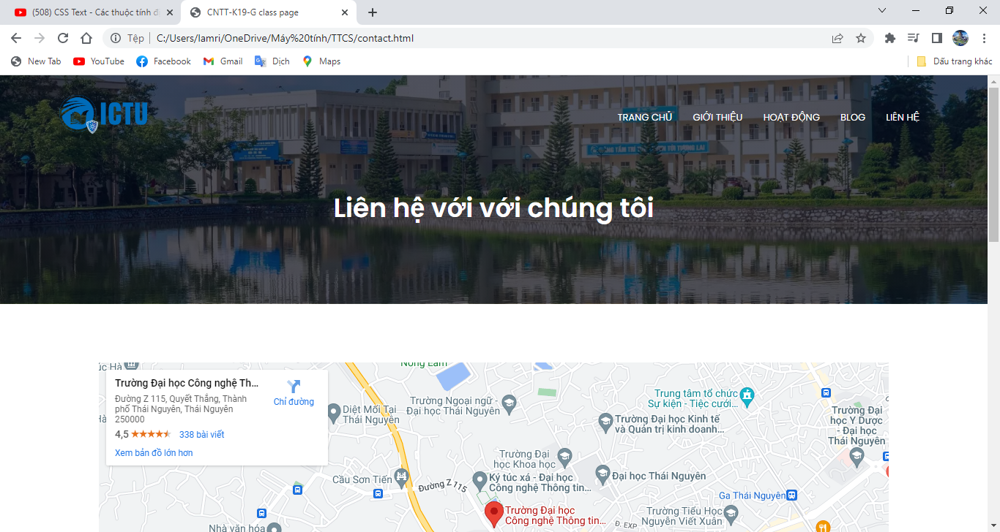 (508) CSS Text - Các thuộc tính đ
CNTT-K19-G class page
Tệp
C:/Users/lamri/OneDrive/Máy%20tính/TTCS/contact.html
New Tab
YouTube
Facebook
Gmail
Dịch
Maps
Dấu trang khác
ICTU
TRANG CHỦ
GIỚI THIỆU
HOẠT ĐỘNG
BLOG
LIÊN HỆ
Liên hệ với với chúng tôi
Trường Đại học Công nghệ Th...
Đường Z 115, Quyết Thắng, Thành
phố Thái Nguyên, Thái Nguyên
250000
Chỉ đường
4,5
338 bài viết
Xem bản đồ lớn hơn
Nông Lâm
Diệt Mối Tại
Thái Nguyên
Trường Ngoại ngữ -
Đại học Thái Nguyên
Trung tâm tổ chức
Sự kiện - Tiệc cưới...
Trường Đại học Kinh tế
và Quản trị kinh doanh...
Trường Đại
học Y Dược
- Đại học
Thái Nguyên
Trường Đại
học Khoa học
Cầu Sơn Tiến
Đường Z 115
Ký túc xá - Đại học
Công nghệ Thông tin...
Đại học Thái Nguyên
Ga Thái Nguyên
Trường Đại học
Công nghệ Thông tin...
Trường Tiểu Học
Nguyễn Viết Xuân
Đ. EXP
Nhà văn hóa